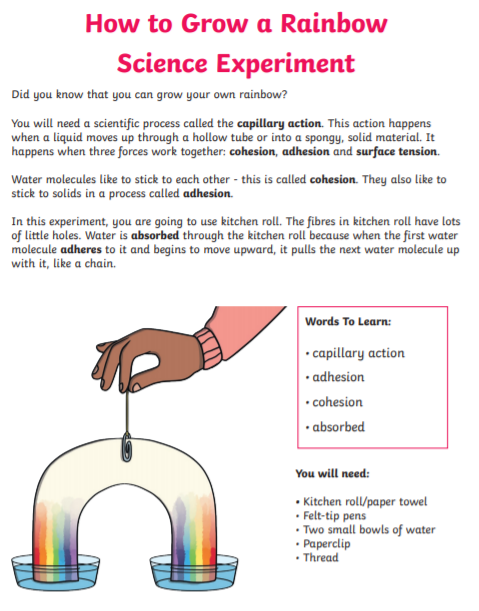 How to Grow a Rainbow
Science Experiment
Did you know that you can grow your own rainbow?
You will need a scientific process called the capillary action. This action happens
when a liquid moves up through a hollow tube or into a spongy, solid material. It
happens when three forces work together: cohesion, adhesion and surface tension.
Water molecules like to stick to each other - this is called cohesion. They also like to
stick to solids in a process called adhesion.
In this experiment, you are going to use kitchen roll. The fibres in kitchen roll have lots
of little holes. Water is absorbed through the kitchen roll because when the first water
molecule adheres to it and begins to move upward, it pulls the next water molecule up
with it, like a chain.
Words To Learn:
• capillary action
• adhesion
• cohesion
• absorbed
You will need:
• Kitchen roll/paper towel
• Felt-tip pens
• Two small bowls of water
• Paperclip
• Thread